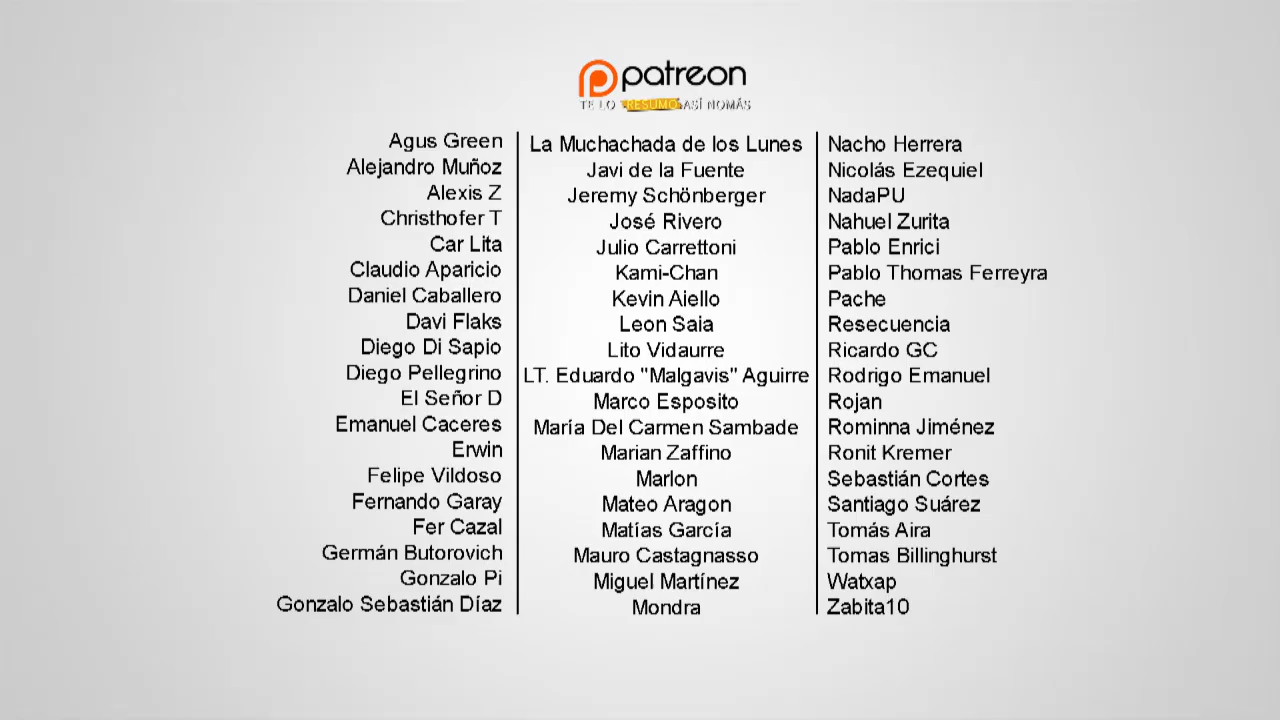 patreon
TE LO RESUMO ASÍ NOMÁS
Agus Green
Alejandro Muñoz
Alexis Z
Christhofer T
Car Lita
Claudio Aparicio
Daniel Caballero
Davi Flaks
Diego Di Sapio
Diego Pellegrino
El Señor D
Emanuel Caceres
Erwin
Felipe Vildoso
Fernando Garay
Fer Cazal
Germán Butorovich
Gonzalo Pi
Gonzalo Sebastián Díaz
La Muchachada de los Lunes
Javi de la Fuente
Jeremy Schönberger
José Rivero
Julio Carrettoni
Kami-Chan
Kevin Aiello
Leon Saia
Lito Vidaurre
LT. Eduardo "Malgavis" Aguirre
Marco Esposito
María Del Carmen Sambade
Marian Zaffino
Marlon
Mateo Aragon
Matías García
Mauro Castagnasso
Miguel Martínez
Mondra
Nacho Herrera
Nicolás Ezequiel
NadaPU
Nahuel Zurita
Pablo Enrici
Pablo Thomas Ferreyra
Pache
Resecuencia
Ricardo GC
Rodrigo Emanuel
Rojan
Rominna Jiménez
Ronit Kremer
Sebastián Cortes
Santiago Suárez
Tomás Aira
Tomas Billinghurst
Watxap
Zabita10